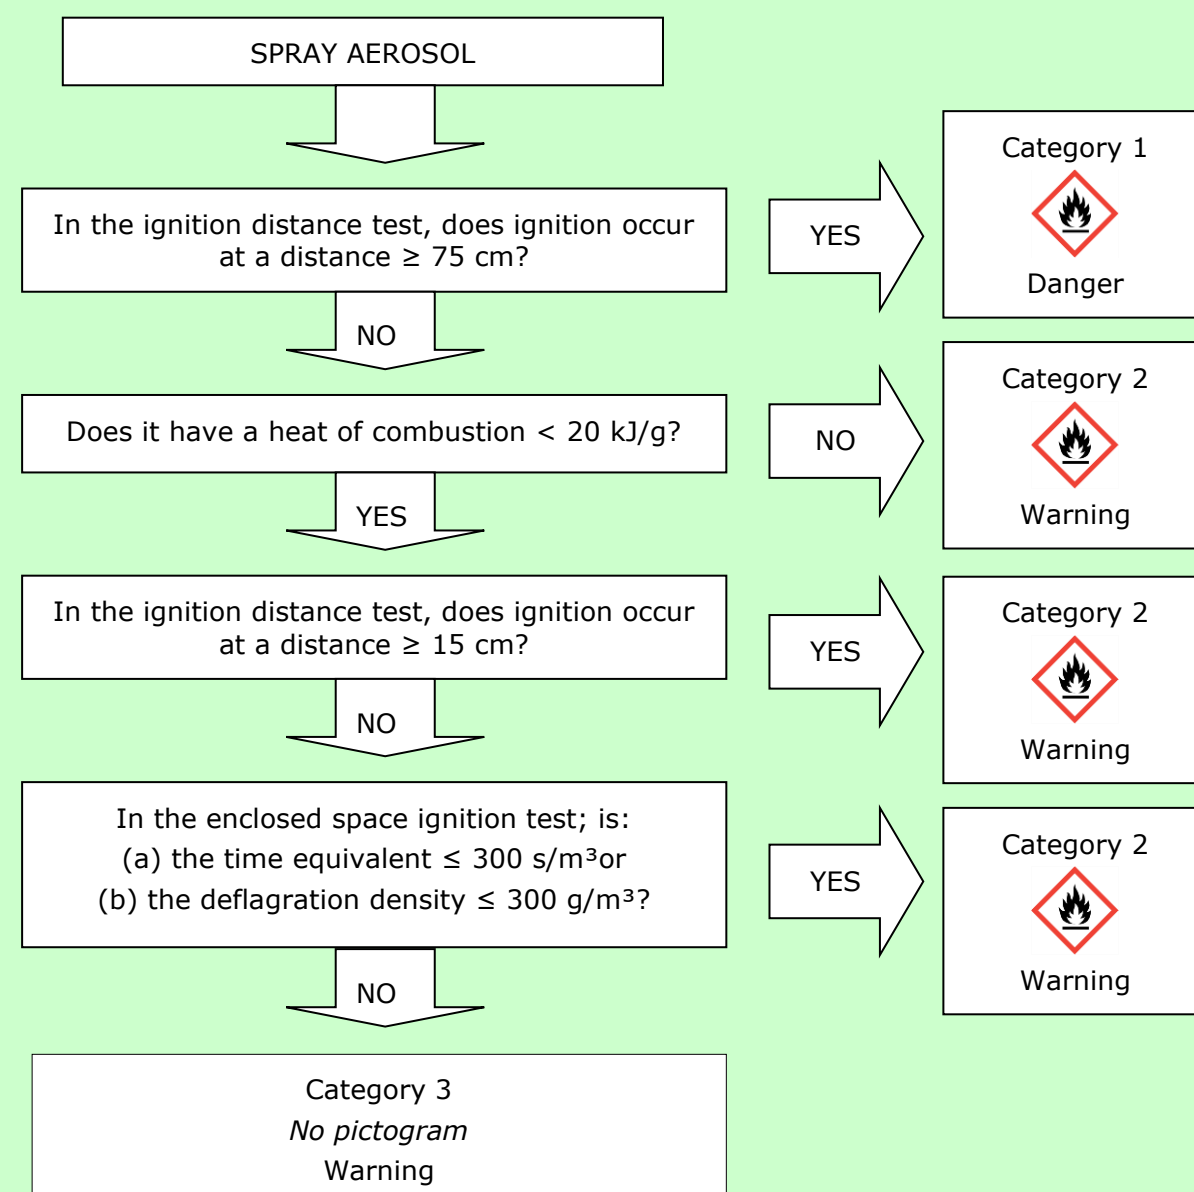 SPRAY AEROSOL
In the ignition distance test, does ignition occur
at a distance ≥ 75 cm?
YES
Category 1
Danger
NO
Does it have a heat of combustion < 20 kJ/g?
NO
Category 2
Warning
YES
In the ignition distance test, does ignition occur
at a distance ≥ 15 cm?
YES
Category 2
Warning
NO
In the enclosed space ignition test; is:
(a) the time equivalent ≤ 300 s/m³or
(b) the deflagration density ≤ 300 g/m³?
YES
Category 2
Warning
NO
Category 3
No pictogram
Warning